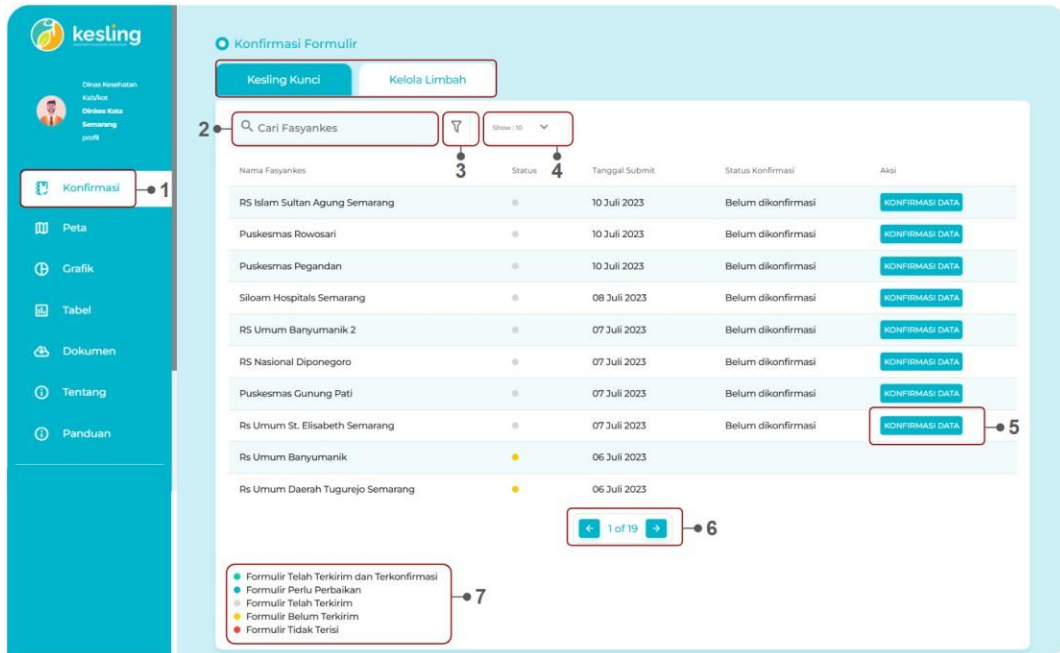 kesling
Dinas Kesehatan
Kab/kot
Dinkes Kota
Semarang
profil
Konfirmasi
1
Peta
Grafik
Tabel
Dokumen
Tentang
Panduan
Konfirmasi Formulir
Kesling Kunci Kelola Limbah
2 Cari Fasyankes Show : 10
3 4
Nama Fasyankes Status Tanggal Submit Status Konfirmasi Aksi
RS Islam Sultan Agung Semarang 10 Juli 2023 Belum dikonfirmasi KONFIRMASI DATA
Puskesmas Rowosari 10 Juli 2023 Belum dikonfirmasi KONFIRMASI DATA
Puskesmas Pegandan 10 Juli 2023 Belum dikonfirmasi KONFIRMASI DATA
Siloam Hospitals Semarang 08 Juli 2023 Belum dikonfirmasi KONFIRMASI DATA
RS Umum Banyumanik 2 07 Juli 2023 Belum dikonfirmasi KONFIRMASI DATA
RS Nasional Diponegoro 07 Juli 2023 Belum dikonfirmasi KONFIRMASI DATA
Puskesmas Gunung Pati 07 Juli 2023 Belum dikonfirmasi KONFIRMASI DATA
Rs Umum St. Elisabeth Semarang 07 Juli 2023 Belum dikonfirmasi KONFIRMASI DATA 5
Rs Umum Banyumanik 06 Juli 2023
Rs Umum Daerah Tugurejo Semarang 06 Juli 2023
1 of 19 6
Formulir Telah Terkirim dan Terkonfirmasi
Formulir Perlu Perbaikan
Formulir Telah Terkirim 7
Formulir Belum Terkirim
Formulir Tidak Terisi